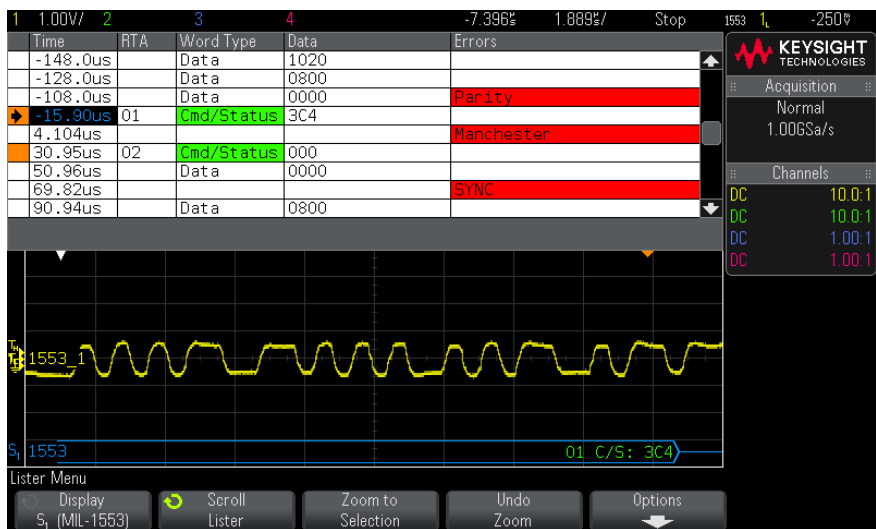 1 1.00V/ 2 3 4 -7.396µs 1.889µs/ Stop 1553 1 -250mV
Time RTA Word Type Data Errors
-148.0us Data 1020
-128.0us Data 0800
-108.0us Data 0000 Parity
-15.90us 01 Cmd/Status 3C4
4.104us Manchester
30.95us 02 Cmd/Status 000
50.96us Data 0000
69.82us SYNC
90.94us Data 0800
KEYSIGHT
TECHNOLOGIES
Acquisition
Normal
1.00GSa/s
Channels
DC 10.0:1
DC 10.0:1
DC 1.00:1
DC 1.00:1
1553_1
S1 1553 01 C/S: 3C4
Lister Menu
Display
S1 (MIL-1553)
Scroll
Lister
Zoom to
Selection
Undo
Zoom
Options